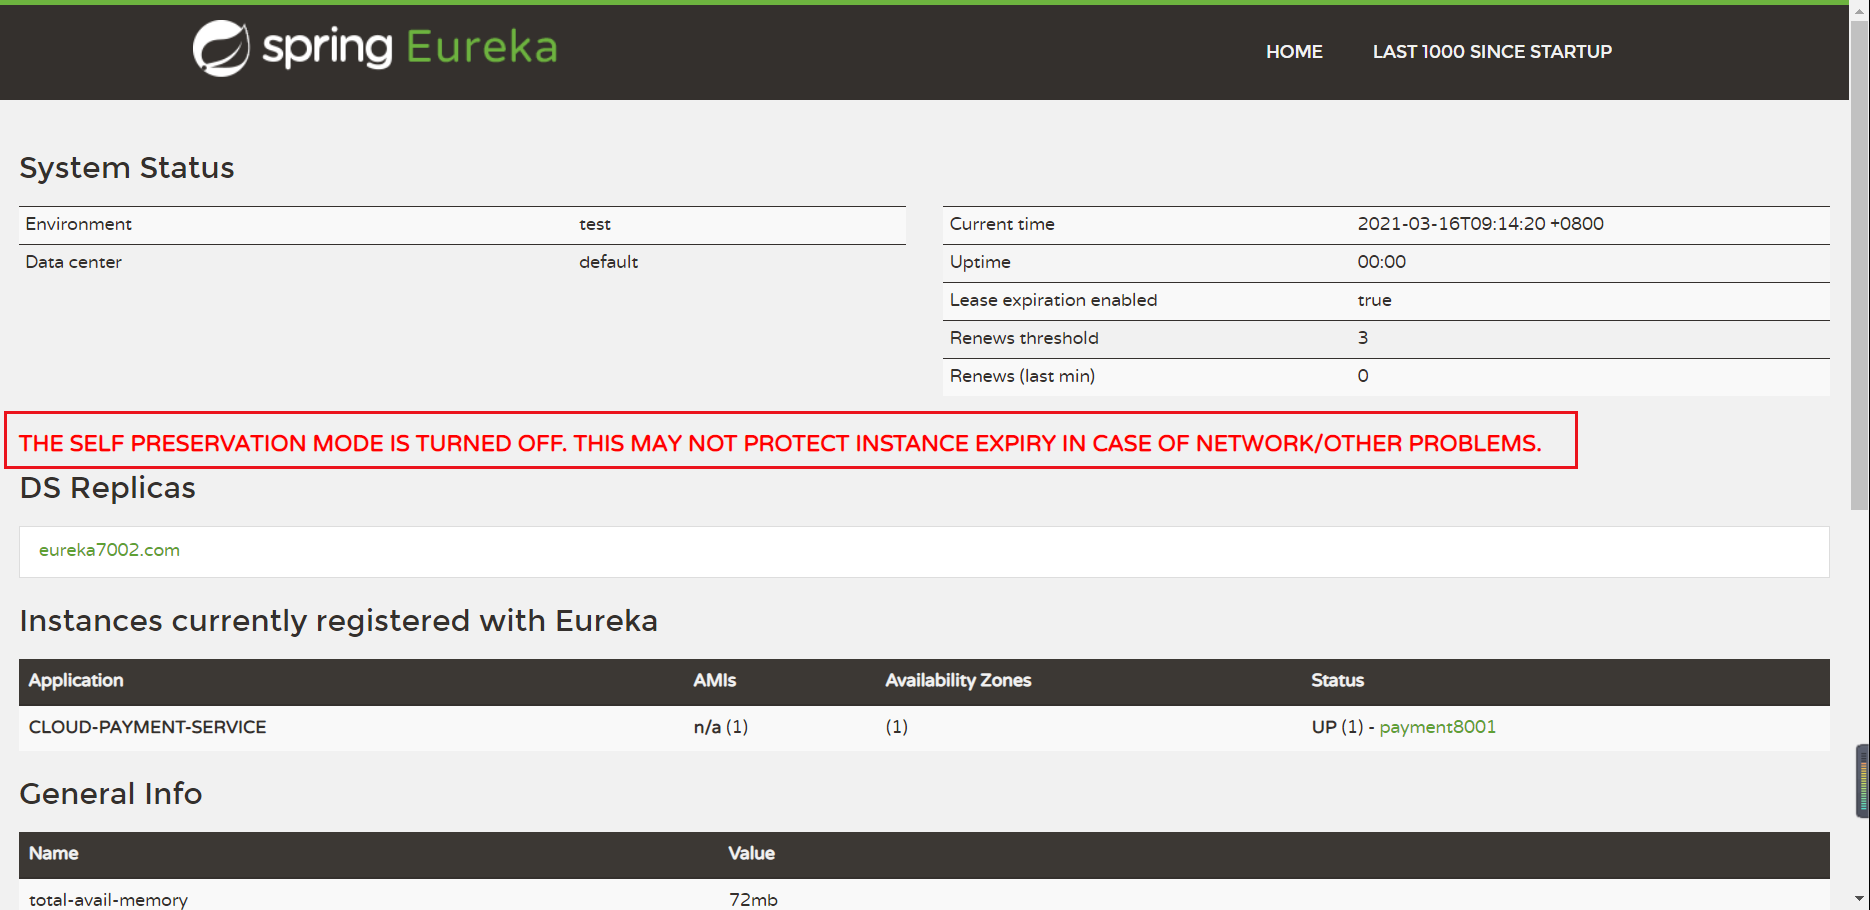 spring Eureka
HOME LAST 1000 SINCE STARTUP
System Status
Environment test
Data center default
Current time 2021-03-16T09:14:20 +0800
Uptime 00:00
Lease expiration enabled true
Renews threshold 3
Renews (last min) 0
THE SELF PRESERVATION MODE IS TURNED OFF. THIS MAY NOT PROTECT INSTANCE EXPIRY IN CASE OF NETWORK/OTHER PROBLEMS.
DS Replicas
eureka7002.com
Instances currently registered with Eureka
Application AMIs Availability Zones Status
CLOUD-PAYMENT-SERVICE n/a (1) (1) UP (1) - payment8001
General Info
Name Value
total-avail-memory 72mb